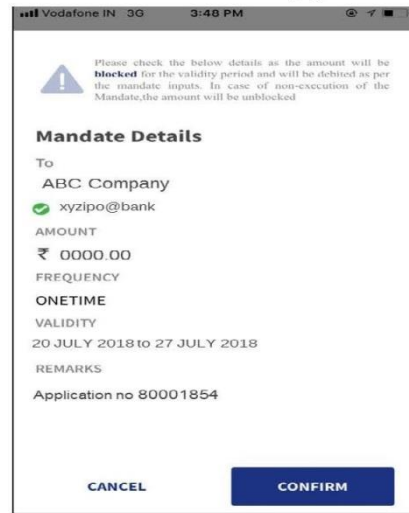 Vodafone IN 3G 3:48 PM
Please check the below details as the amount will be
blocked for the validity period and will be debited as per
the mandate inputs. In case of non-execution of the
Mandate,the amount will be unblocked
Mandate Details
To
ABC Company
xyzipo@bank
AMOUNT
₹ 0000.00
FREQUENCY
ONETIME
VALIDITY
20 JULY 2018 to 27 JULY 2018
REMARKS
Application no 80001854
CANCEL CONFIRM